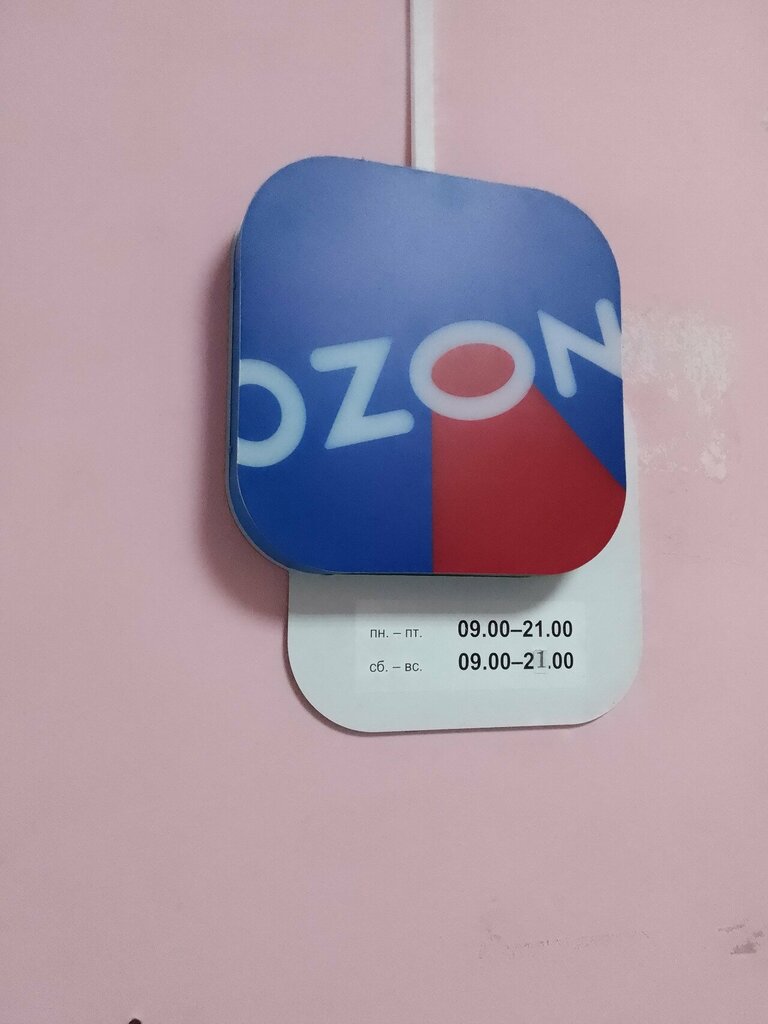 OZON
пн. – пт. 09.00–21.00
сб. – вс. 09.00–21.00